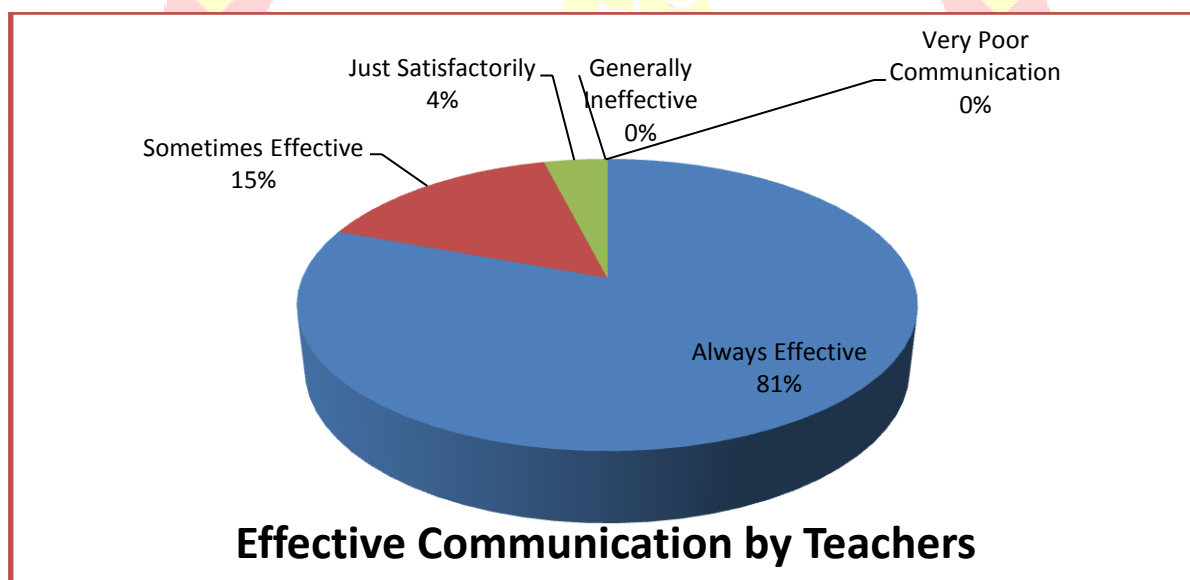 Very Poor
Communication
0%
Just Satisfactorily
4%
Generally
Ineffective
0%
Sometimes Effective
15%
Always Effective
81%
Effective Communication by Teachers